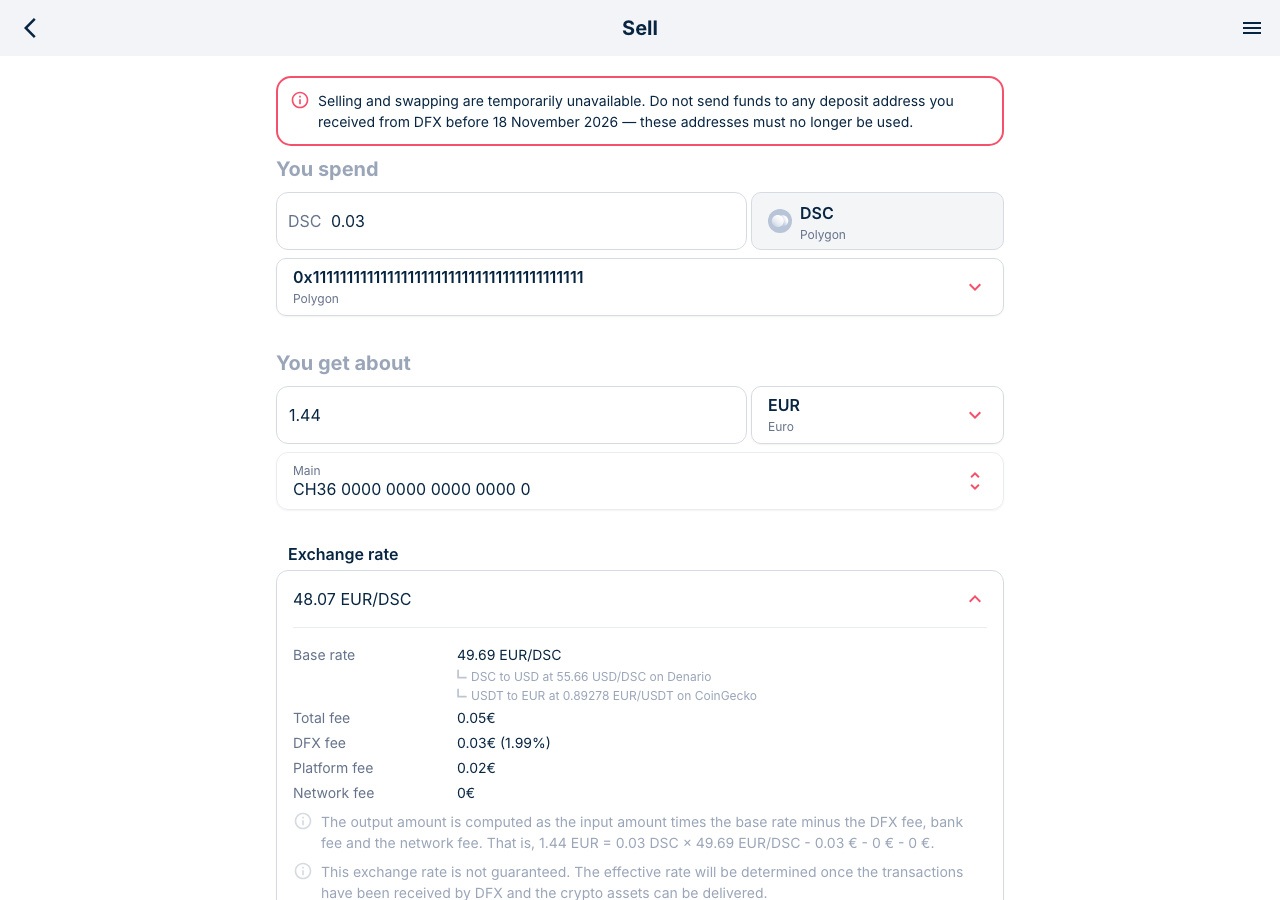 Sell
Selling and swapping are temporarily unavailable. Do not send funds to any deposit address you
received from DFX before 18 November 2026 — these addresses must no longer be used.
You spend
DSC 0.03
DSC
Polygon
0x1111111111111111111111111111111111111111
Polygon
You get about
1.44
EUR
Euro
Main
CH36 0000 0000 0000 0000 0
Exchange rate
48.07 EUR/DSC
Base rate 49.69 EUR/DSC
DSC to USD at 55.66 USD/DSC on Denario
USDT to EUR at 0.89278 EUR/USDT on CoinGecko
Total fee 0.05€
DFX fee 0.03€ (1.99%)
Platform fee 0.02€
Network fee 0€
The output amount is computed as the input amount times the base rate minus the DFX fee, bank
fee and the network fee. That is, 1.44 EUR = 0.03 DSC × 49.69 EUR/DSC - 0.03 € - 0 € - 0 €.
This exchange rate is not guaranteed. The effective rate will be determined once the transactions
have been received by DFX and the crypto assets can be delivered.